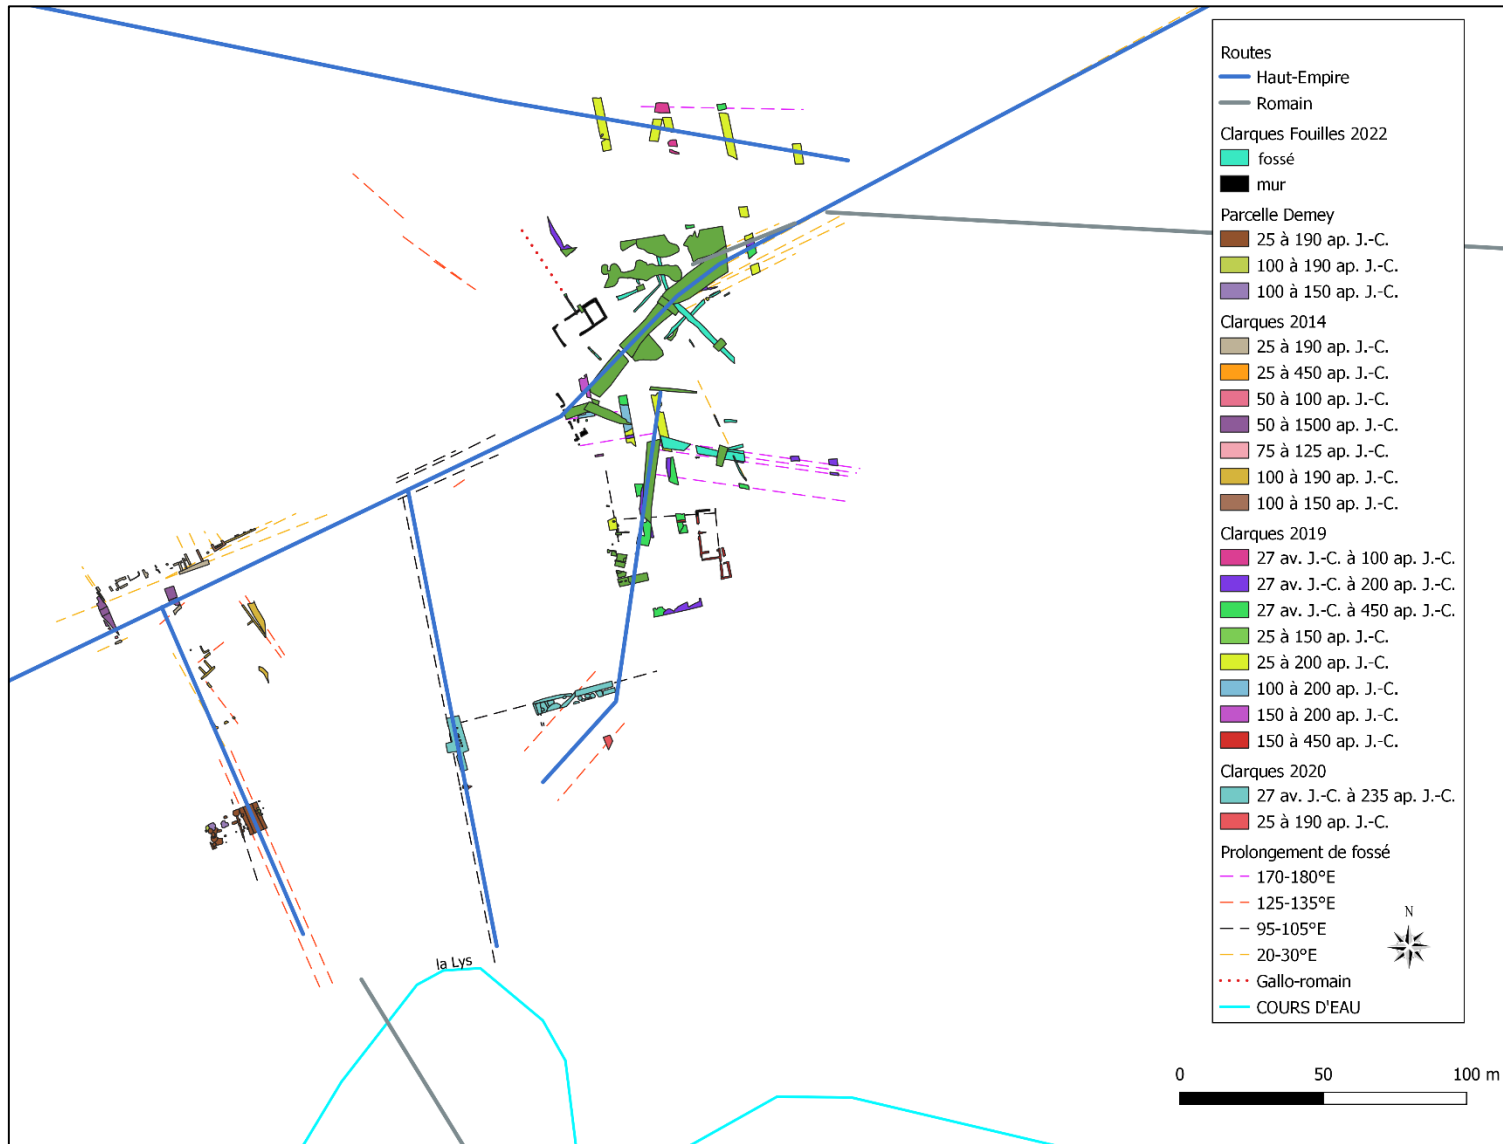 Routes
Haut-Empire
Romain
Clarques Fouilles 2022
fossé
mur
Parcelle Demey
25 à 190 ap. J.-C.
100 à 190 ap. J.-C.
100 à 150 ap. J.-C.
Clarques 2014
25 à 190 ap. J.-C.
25 à 450 ap. J.-C.
50 à 100 ap. J.-C.
50 à 1500 ap. J.-C.
75 à 125 ap. J.-C.
100 à 190 ap. J.-C.
100 à 150 ap. J.-C.
Clarques 2019
27 av. J.-C. à 100 ap. J.-C.
27 av. J.-C. à 200 ap. J.-C.
27 av. J.-C. à 450 ap. J.-C.
25 à 150 ap. J.-C.
25 à 200 ap. J.-C.
100 à 200 ap. J.-C.
150 à 200 ap. J.-C.
150 à 450 ap. J.-C.
Clarques 2020
27 av. J.-C. à 235 ap. J.-C.
25 à 190 ap. J.-C.
Prolongement de fossé
170-180°E
125-135°E
95-105°E
20-30°E
Gallo-romain
COURS D'EAU
N
la Lys
0 50 100 m